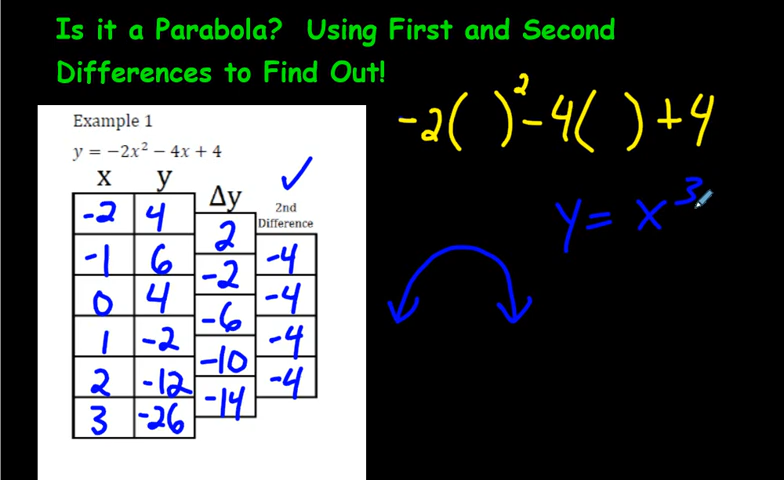 Is it a Parabola? Using First and Second
Differences to Find Out!
-2( )² - 4( ) + 4
Example 1
y = −2x² − 4x + 4
✓
x y Δy 2nd
Difference
-2 4
2
-1 6 -4
-2
0 4 -4
-6
1 -2 -4
-10
2 -12 -4
-14
3 -26
y = x³